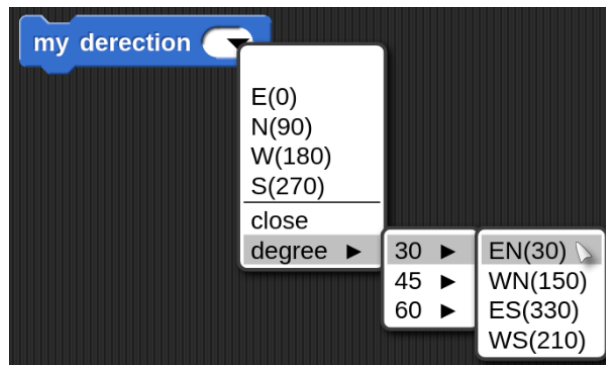 my derection
E(0)
N(90)
W(180)
S(270)
close
degree ►
30 ►
45 ►
60 ►
EN(30)
WN(150)
ES(330)
WS(210)